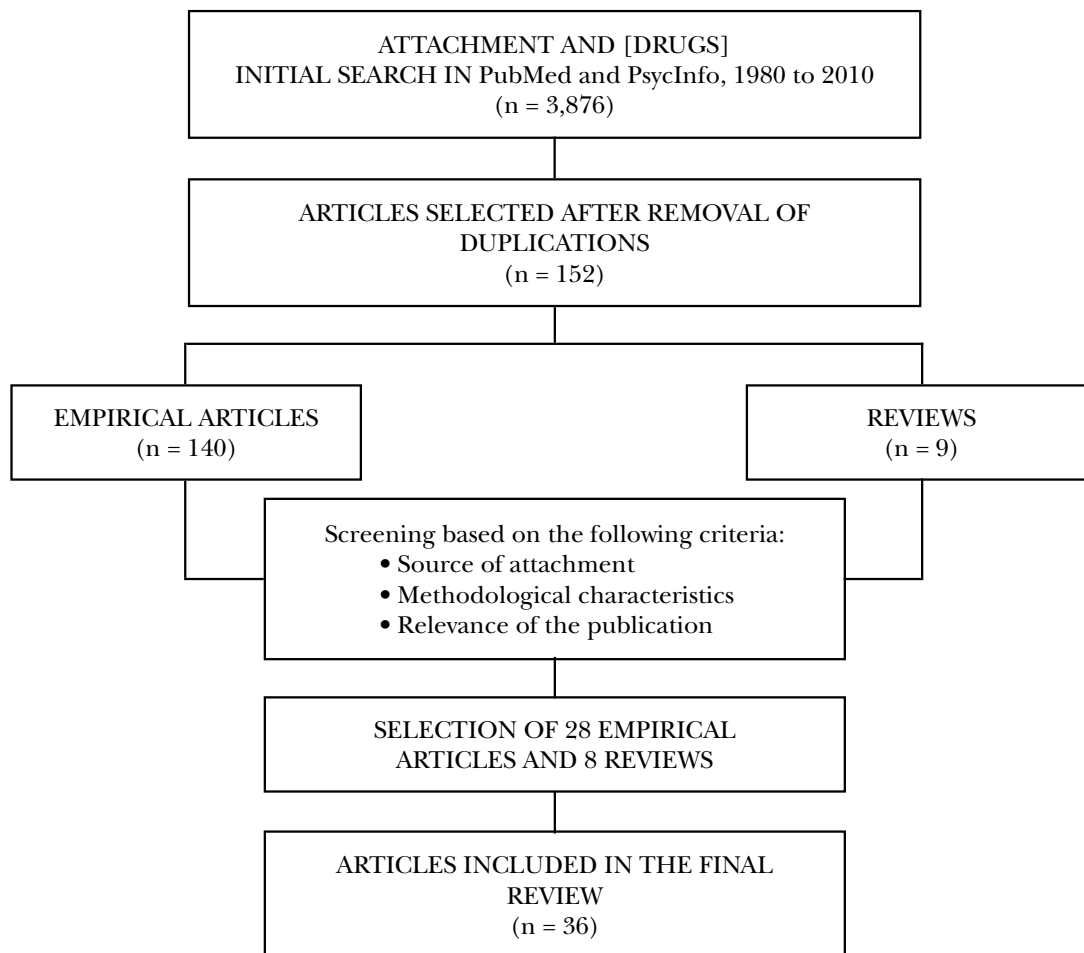 ATTACHMENT AND [DRUGS]
INITIAL SEARCH IN PubMed and PsycInfo, 1980 to 2010
(n = 3,876)
ARTICLES SELECTED AFTER REMOVAL OF
DUPLICATIONS
(n = 152)
EMPIRICAL ARTICLES
(n = 140)
REVIEWS
(n = 9)
Screening based on the following criteria:
• Source of attachment
• Methodological characteristics
• Relevance of the publication
SELECTION OF 28 EMPIRICAL
ARTICLES AND 8 REVIEWS
ARTICLES INCLUDED IN THE FINAL
REVIEW
(n = 36)